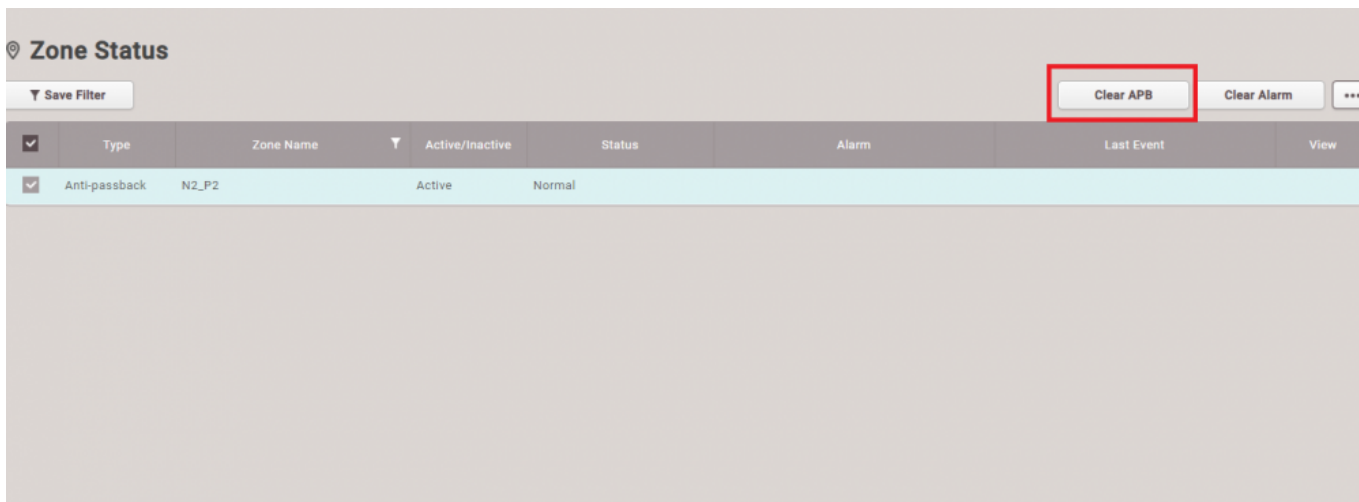 Zone Status
Save Filter
Clear APB
Clear Alarm
Type Zone Name Active/Inactive Status Alarm Last Event View
Anti-passback N2_P2 Active Normal